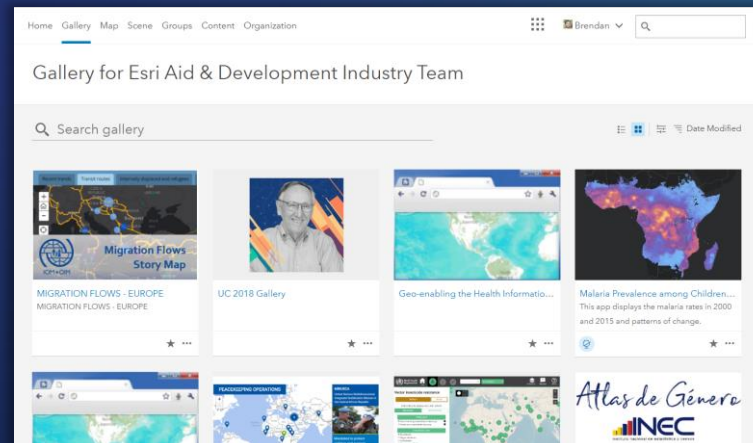 Home Gallery Map Scene Groups Content Organization
Brendan
Gallery for Esri Aid & Development Industry Team
Search gallery
Date Modified
Recent trends Transit routes Internally displaced and refugees
Migration Flows
Story Map
IOM • OIM
MIGRATION FLOWS - EUROPE
MIGRATION FLOWS - EUROPE
UC 2018 Gallery
Geo-enabling the Health Informatio...
Malaria Prevalence among Children...
This app displays the malaria rates in 2000
and 2015 and patterns of change.
PEACEKEEPING OPERATIONS
Atlas de Género
INEC